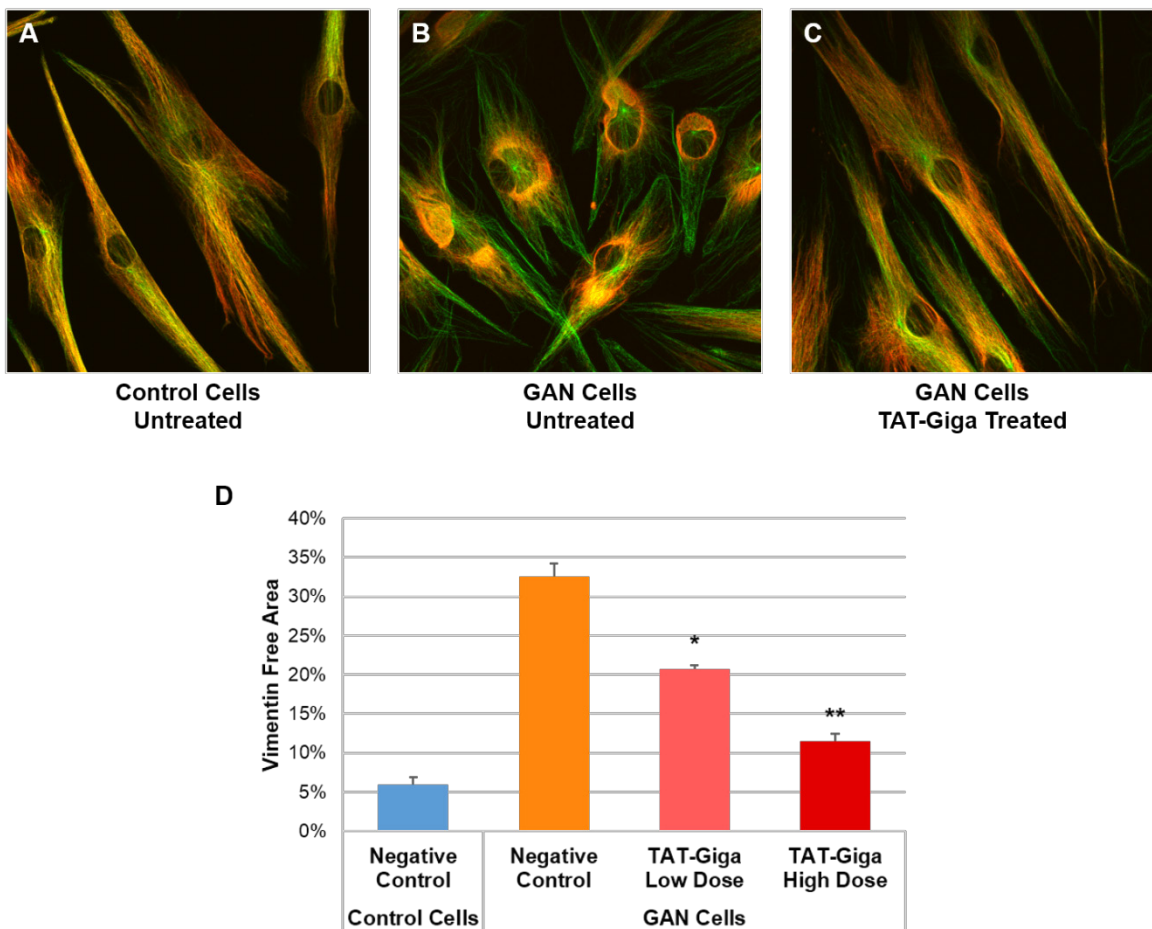 A
B
C
Control Cells
Untreated
GAN Cells
Untreated
GAN Cells
TAT-Giga Treated
D
Vimentin Free Area
40%
35%
30%
25%
20%
15%
10%
5%
0%
*
**
Negative
Control
Negative
Control
TAT-Giga
Low Dose
TAT-Giga
High Dose
Control Cells
GAN Cells